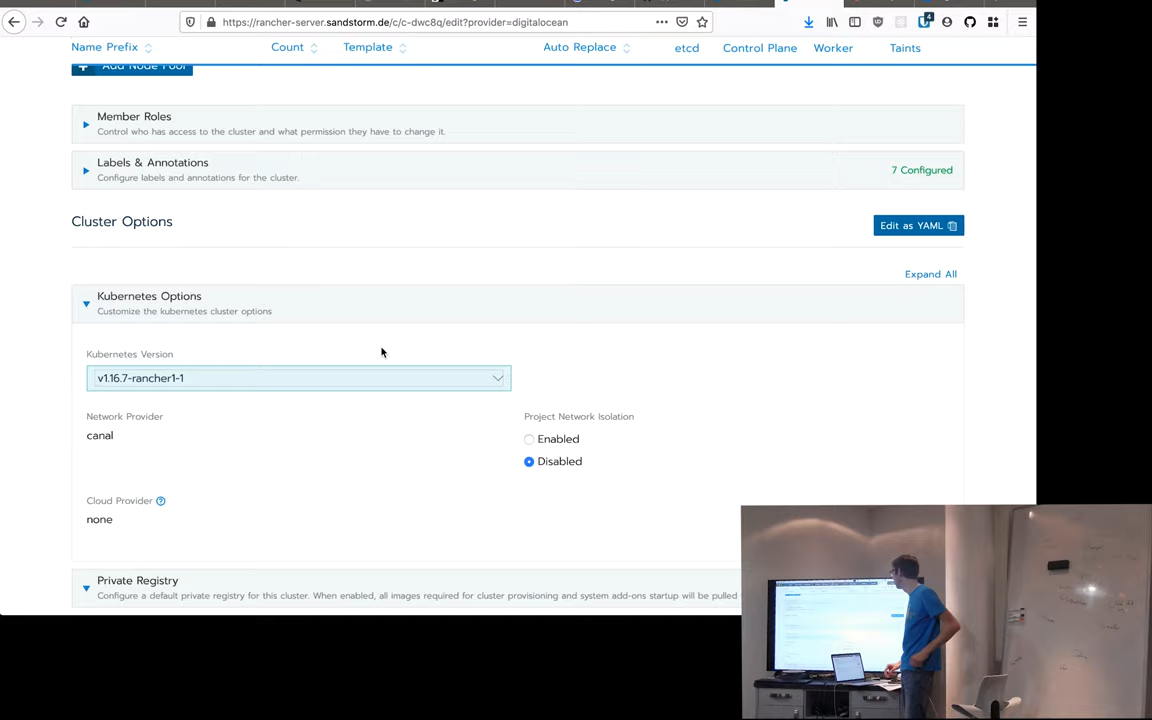 https://rancher-server.sandstorm.de/c/c-dwc8q/edit?provider=digitalocean
4
Name Prefix Count Template Auto Replace etcd Control Plane Worker Taints
+ Add Node Pool
Member Roles
Control who has access to the cluster and what permission they have to change it.
Labels & Annotations
Configure labels and annotations for the cluster.
7 Configured
Cluster Options
Edit as YAML
Expand All
Kubernetes Options
Customize the kubernetes cluster options
Kubernetes Version
v1.16.7-rancher1-1
Network Provider
canal
Project Network Isolation
Enabled
Disabled
Cloud Provider
none
Private Registry
Configure a default private registry for this cluster. When enabled, all images required for cluster provisioning and system add-ons startup will be pulled